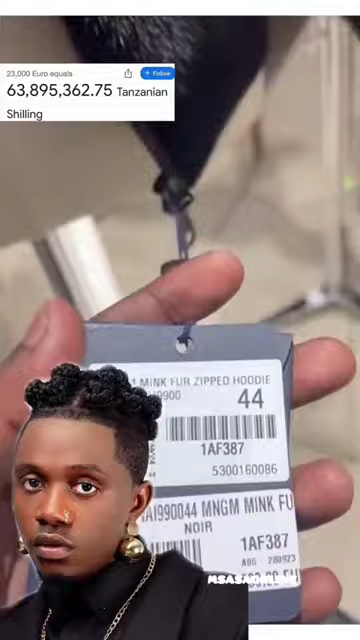 23,000 Euro equals
+ Follow
63,895,362.75 Tanzanian
Shilling
MINK FUR ZIPPED HOODIE
44
1AF387
5300160086
990044 MNGM MINK FU
NOIR
1AF387